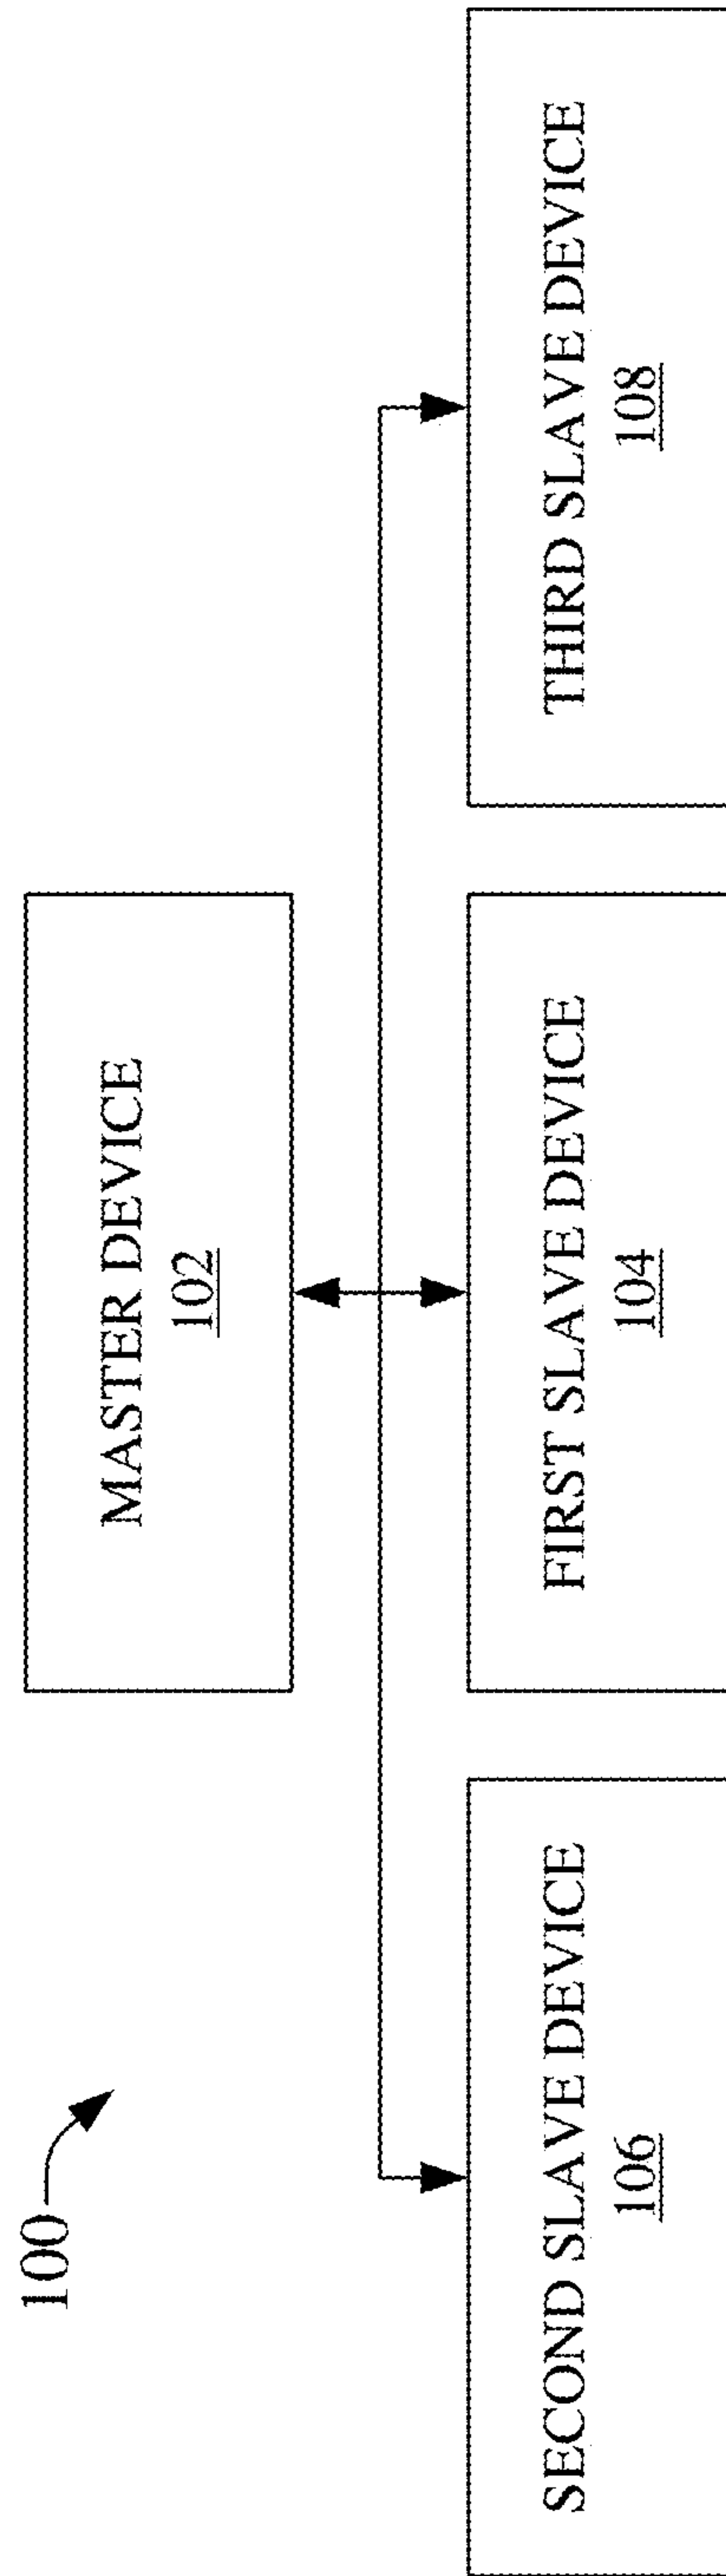 100
MASTER DEVICE
102
SECOND SLAVE DEVICE
106
FIRST SLAVE DEVICE
104
THIRD SLAVE DEVICE
108